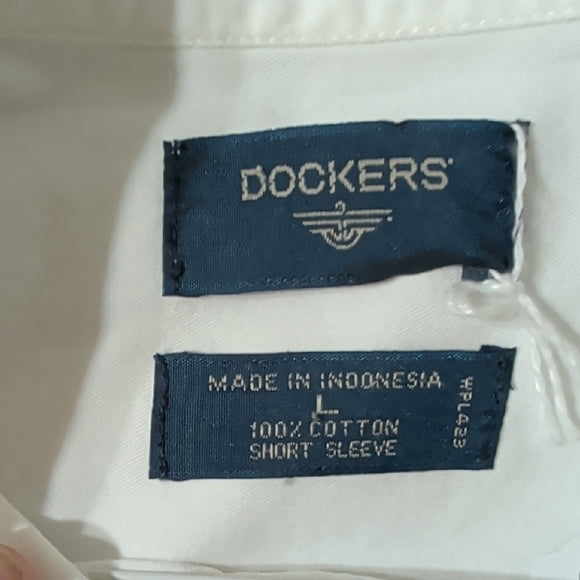 DOCKERS
MADE IN INDONESIA
L
100% COTTON
SHORT SLEEVE
WPL423